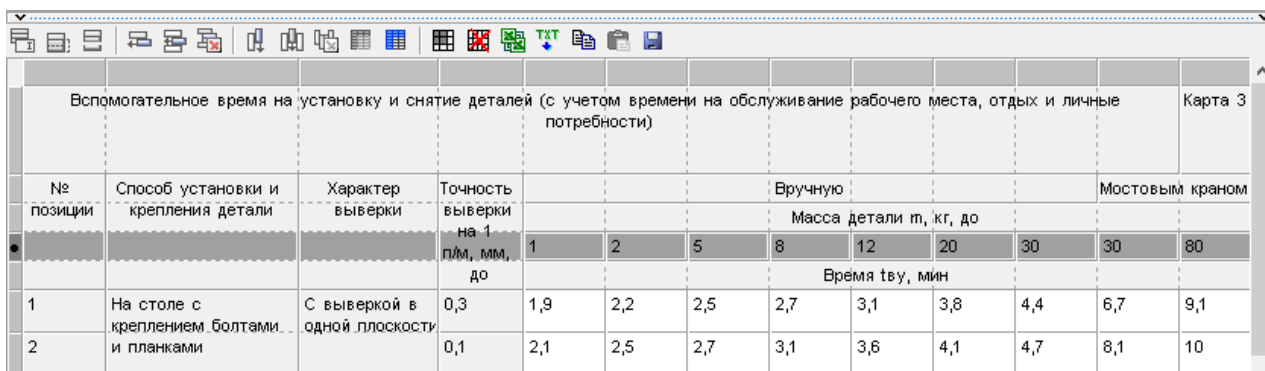 TXT
Вспомогательное время на установку и снятие деталей (с учетом времени на обслуживание рабочего места, отдых и личные
потребности)
Карта 3
№
позиции
Способ установки и
крепления детали
Характер
выверки
Точность
выверки
на 1
п/м, мм,
до
Вручную
Мостовым краном
Масса детали m, кг, до
1 2 5 8 12 20 30 30 80
Время tву, мин
1 На столе с С выверкой в 0,3 1,9 2,2 2,5 2,7 3,1 3,8 4,4 6,7 9,1
креплением болтами одной плоскости
2 и планками 0,1 2,1 2,5 2,7 3,1 3,6 4,1 4,7 8,1 10